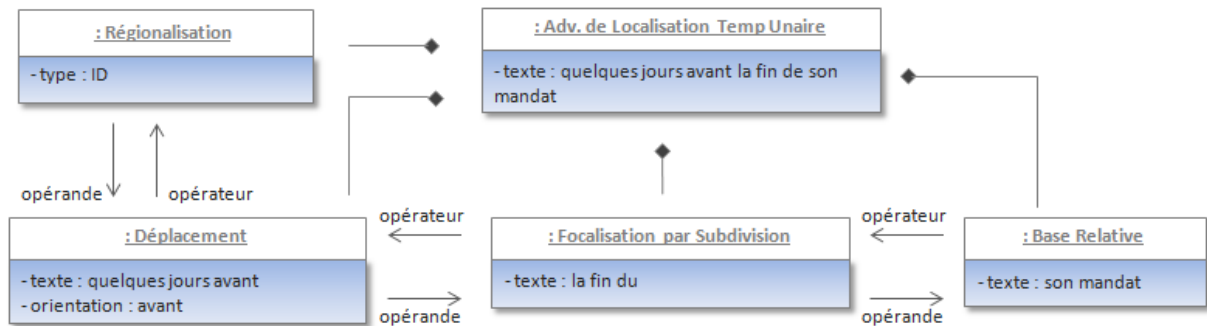 : Régionalisation
- type : ID
: Adv. de Localisation Temp Unaire
- texte : quelques jours avant la fin de son
mandat
opérande
opérateur
opérateur
opérateur
: Déplacement
- texte : quelques jours avant
- orientation : avant
: Focalisation par Subdivision
- texte : la fin du
: Base Relative
- texte : son mandat
opérande
opérande